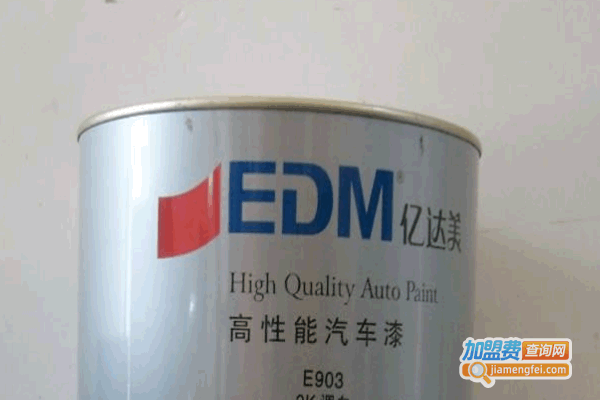 EDM® 亿达美
High Quality Auto Paint
高性能汽车漆
E903
加盟费查询网
jiamengfei.com